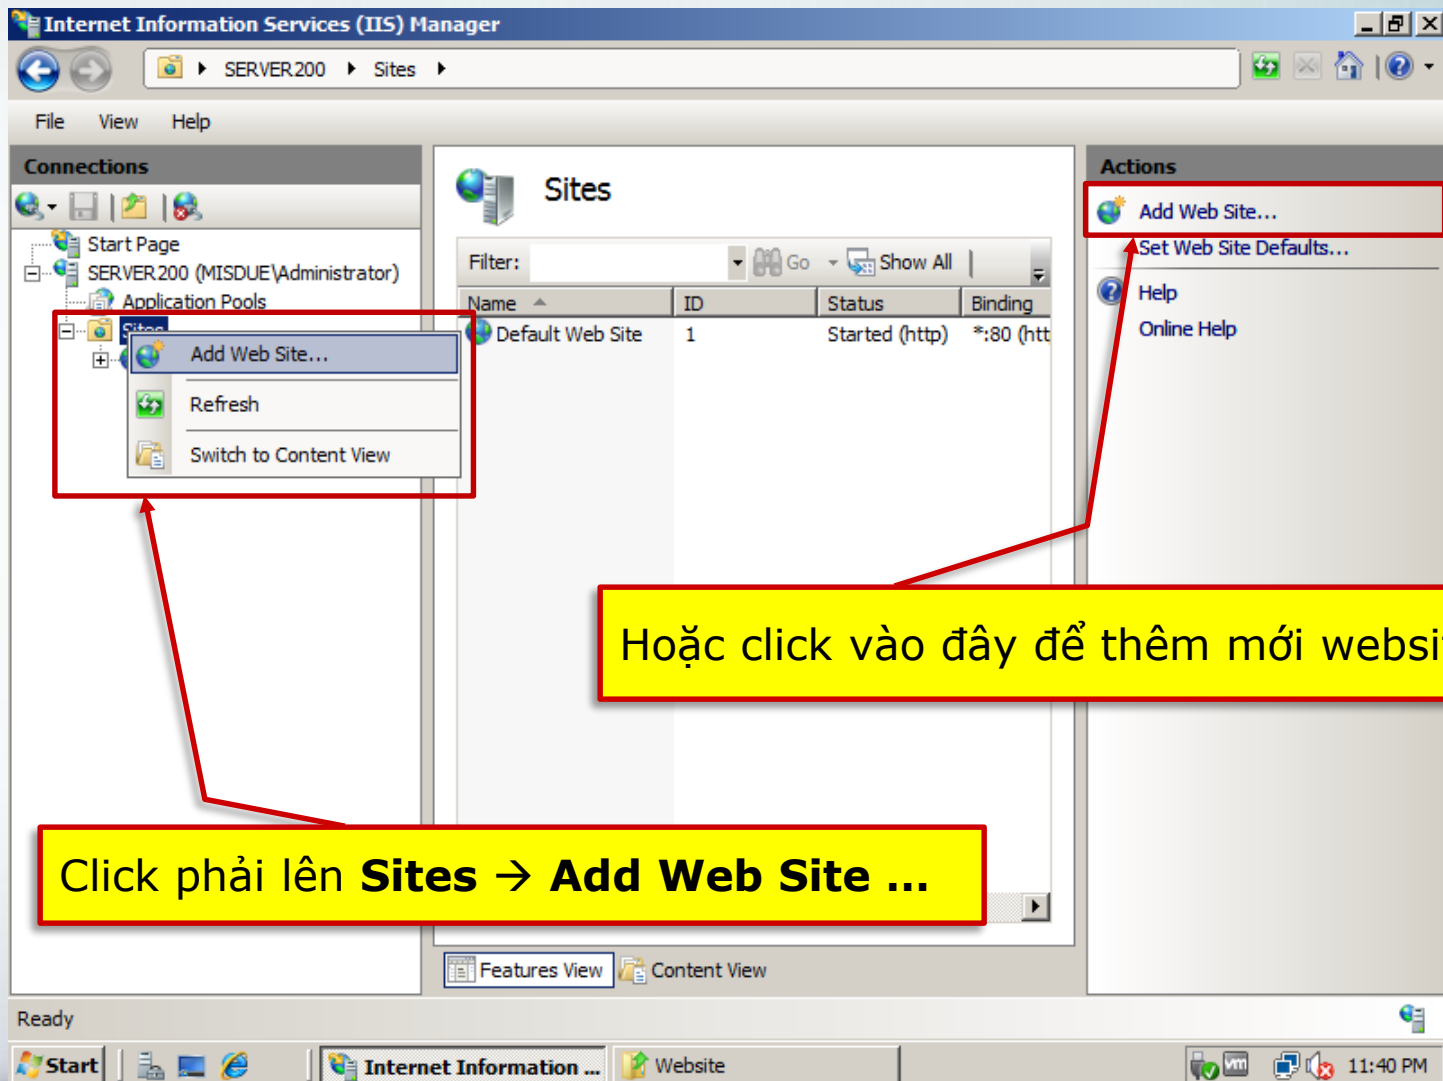 Internet Information Services (IIS) Manager
SERVER200 Sites
File View Help
Connections
Start Page
SERVER200 (MISDUE\Administrator)
Application Pools
Sites
Add Web Site...
Refresh
Switch to Content View
Sites
Filter: Go Show All
Name ID Status Binding
Default Web Site 1 Started (http) *:80 (htt
Actions
Add Web Site...
Set Web Site Defaults...
Help
Online Help
Hoặc click vào đây để thêm mới websi
Click phải lên Sites → Add Web Site ...
Features View Content View
Ready
Start Internet Information ... Website 11:40 PM